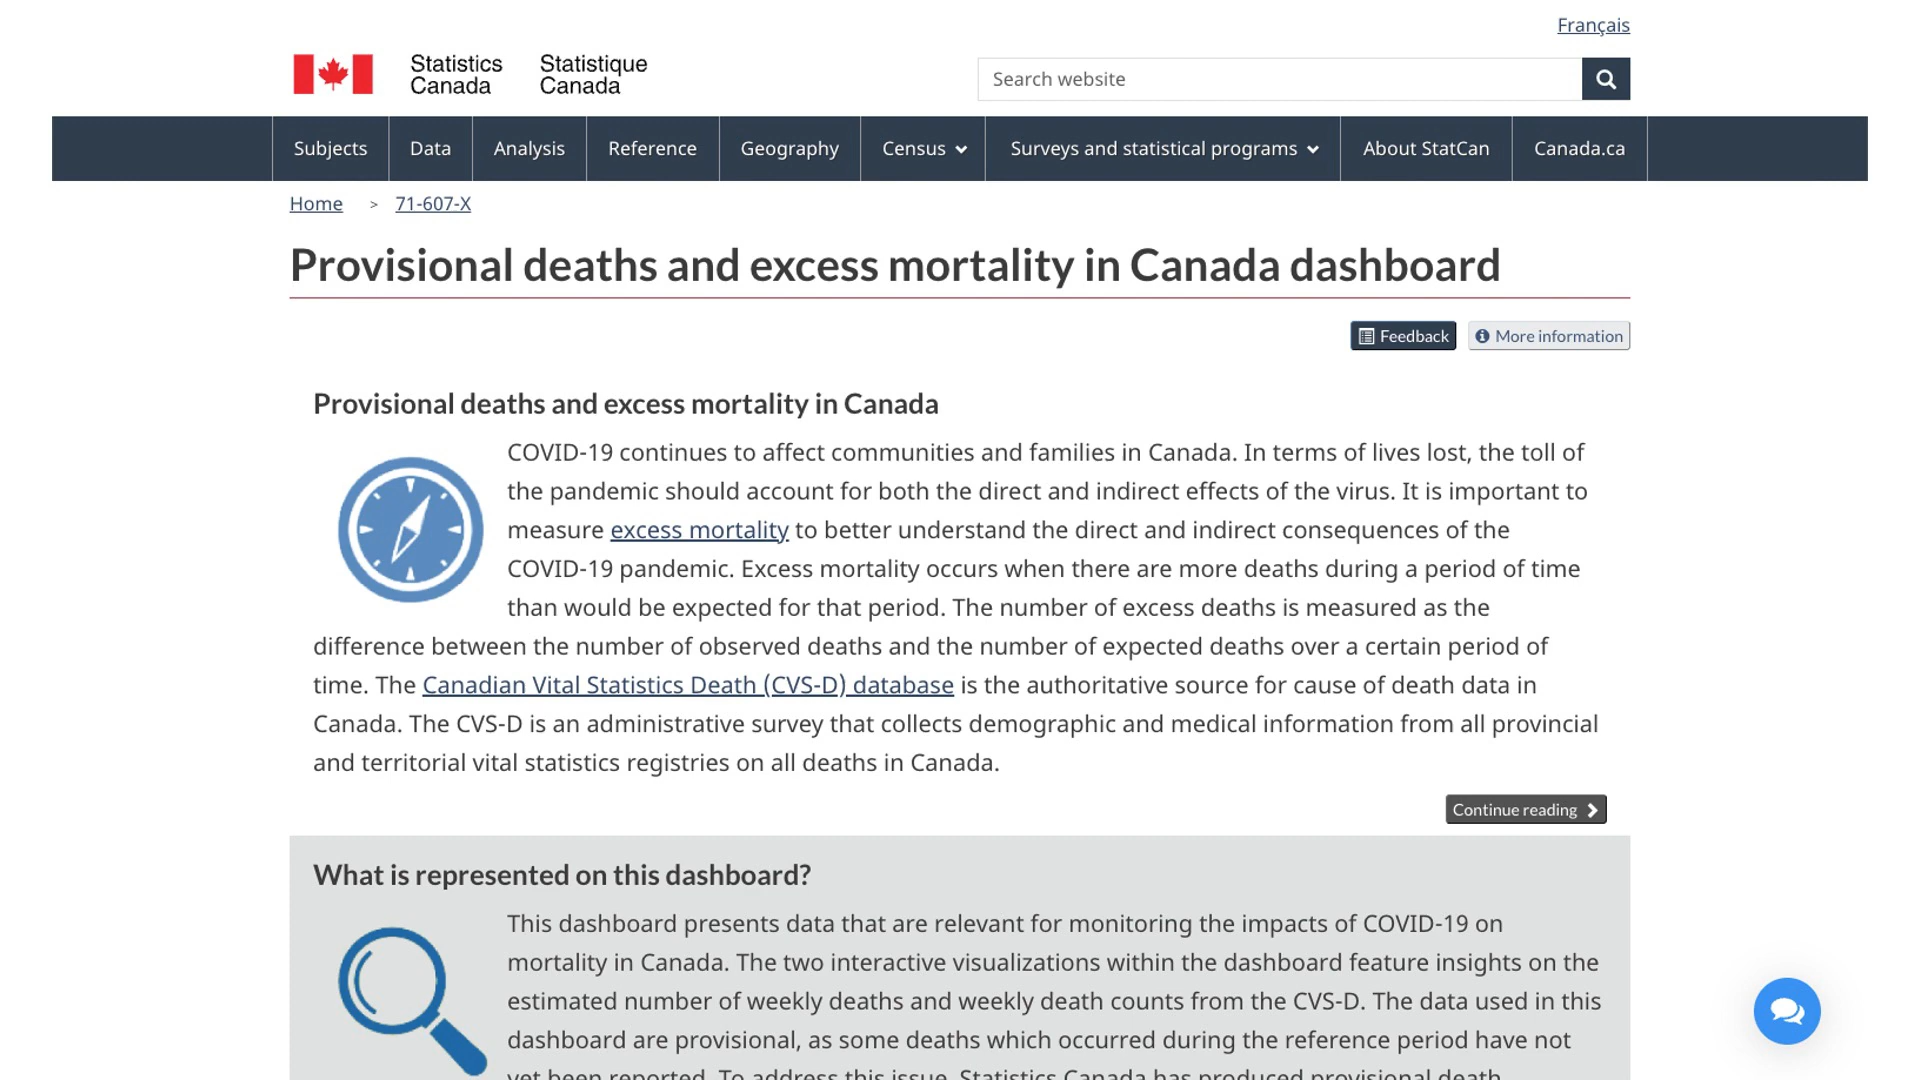 Français
Statistics Canada
Statistique Canada
Search website
Subjects
Data
Analysis
Reference
Geography
Census
Surveys and statistical programs
About StatCan
Canada.ca
Home > 71-607-X
Provisional deaths and excess mortality in Canada dashboard
Feedback
More information
Provisional deaths and excess mortality in Canada
COVID-19 continues to affect communities and families in Canada. In terms of lives lost, the toll of
the pandemic should account for both the direct and indirect effects of the virus. It is important to
measure excess mortality to better understand the direct and indirect consequences of the
COVID-19 pandemic. Excess mortality occurs when there are more deaths during a period of time
than would be expected for that period. The number of excess deaths is measured as the
difference between the number of observed deaths and the number of expected deaths over a certain period of
time. The Canadian Vital Statistics Death (CVS-D) database is the authoritative source for cause of death data in
Canada. The CVS-D is an administrative survey that collects demographic and medical information from all provincial
and territorial vital statistics registries on all deaths in Canada.
Continue reading
What is represented on this dashboard?
This dashboard presents data that are relevant for monitoring the impacts of COVID-19 on
mortality in Canada. The two interactive visualizations within the dashboard feature insights on the
estimated number of weekly deaths and weekly death counts from the CVS-D. The data used in this
dashboard are provisional, as some deaths which occurred during the reference period have not
yet been reported. To address this issue, Statistics Canada has produced provisional death